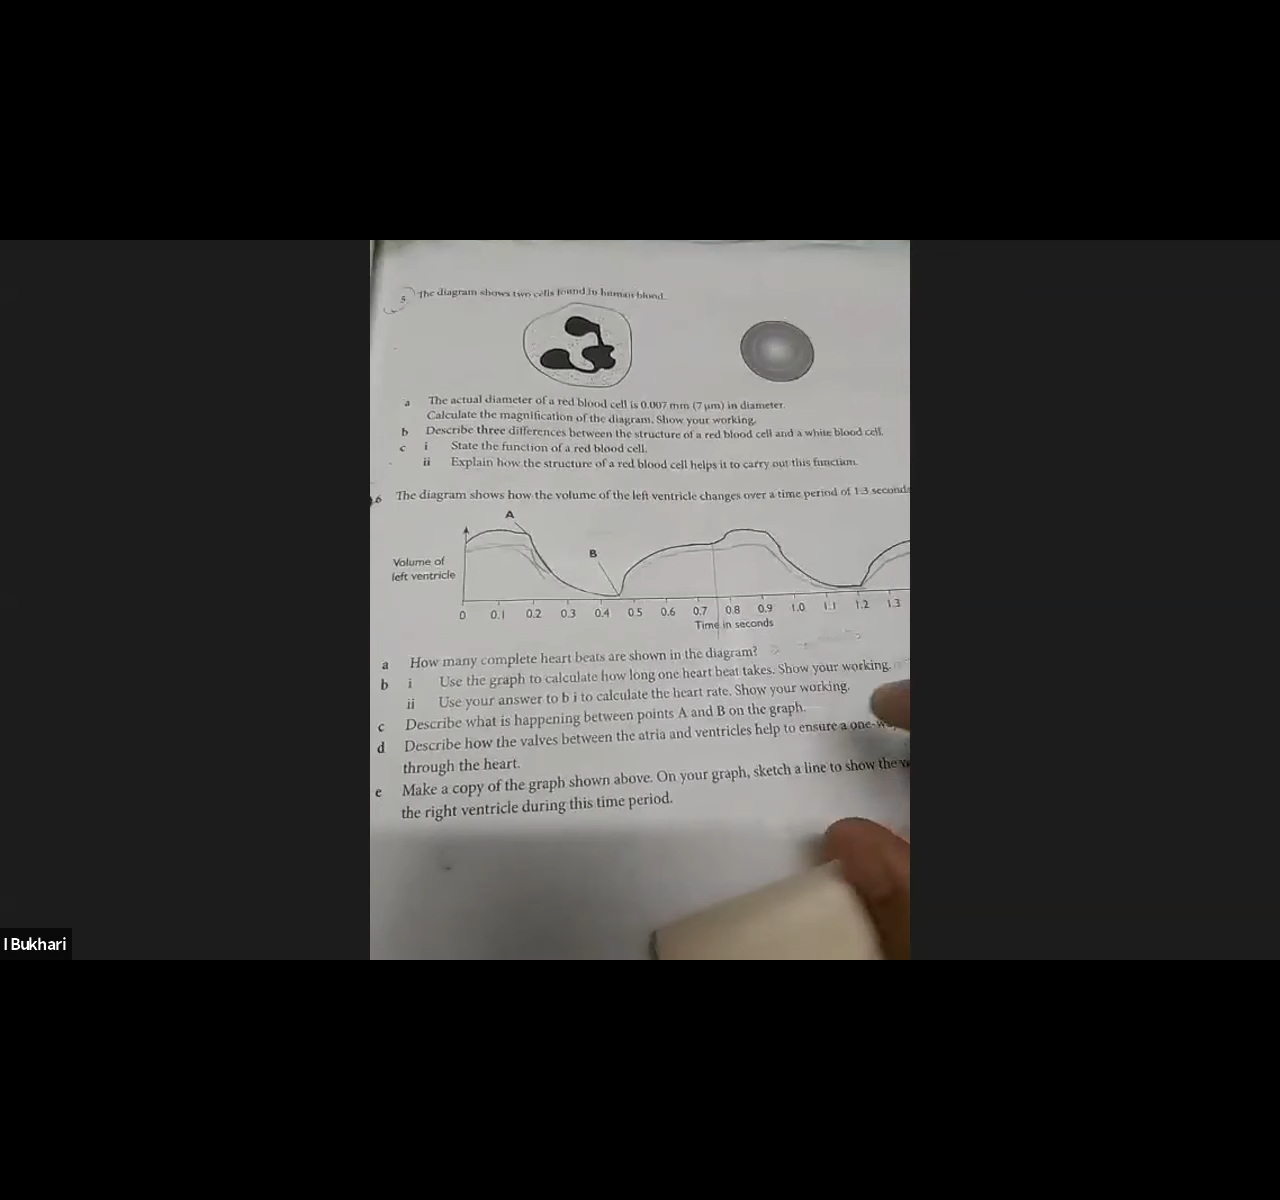 5 The diagram shows two cells found in human blood.
a The actual diameter of a red blood cell is 0.007 mm (7 µm) in diameter.
Calculate the magnification of the diagram. Show your working.
b Describe three differences between the structure of a red blood cell and a white blood cell.
c i State the function of a red blood cell.
ii Explain how the structure of a red blood cell helps it to carry out this function.
6 The diagram shows how the volume of the left ventricle changes over a time period of 1.3 seconds
A
B
Volume of
left ventricle
0 0.1 0.2 0.3 0.4 0.5 0.6 0.7 0.8 0.9 1.0 1.1 1.2 1.3
Time in seconds
a How many complete heart beats are shown in the diagram?
b i Use the graph to calculate how long one heart beat takes. Show your working.
ii Use your answer to b i to calculate the heart rate. Show your working.
c Describe what is happening between points A and B on the graph.
d Describe how the valves between the atria and ventricles help to ensure a
through the heart.
e Make a copy of the graph shown above. On your graph, sketch a line to show the
the right ventricle during this time period.
I Bukhari